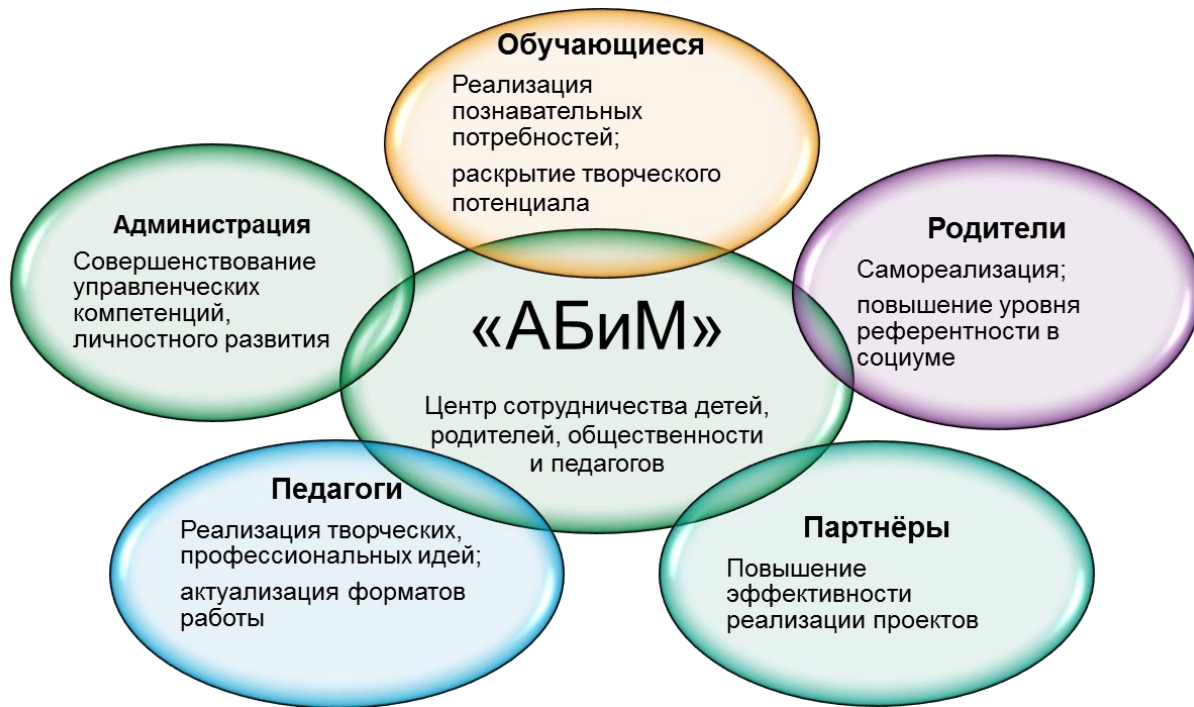 Обучающиеся
Реализация
познавательных
потребностей;
раскрытие творческого
потенциала
Администрация
Совершенствование
управленческих
компетенций,
личностного развития
«АБиМ»
Центр сотрудничества детей,
родителей, общественности
и педагогов
Родители
Самореализация;
повышение уровня
референтности в
социуме
Педагоги
Реализация творческих,
профессиональных идей;
актуализация форматов
работы
Партнёры
Повышение
эффективности
реализации проектов